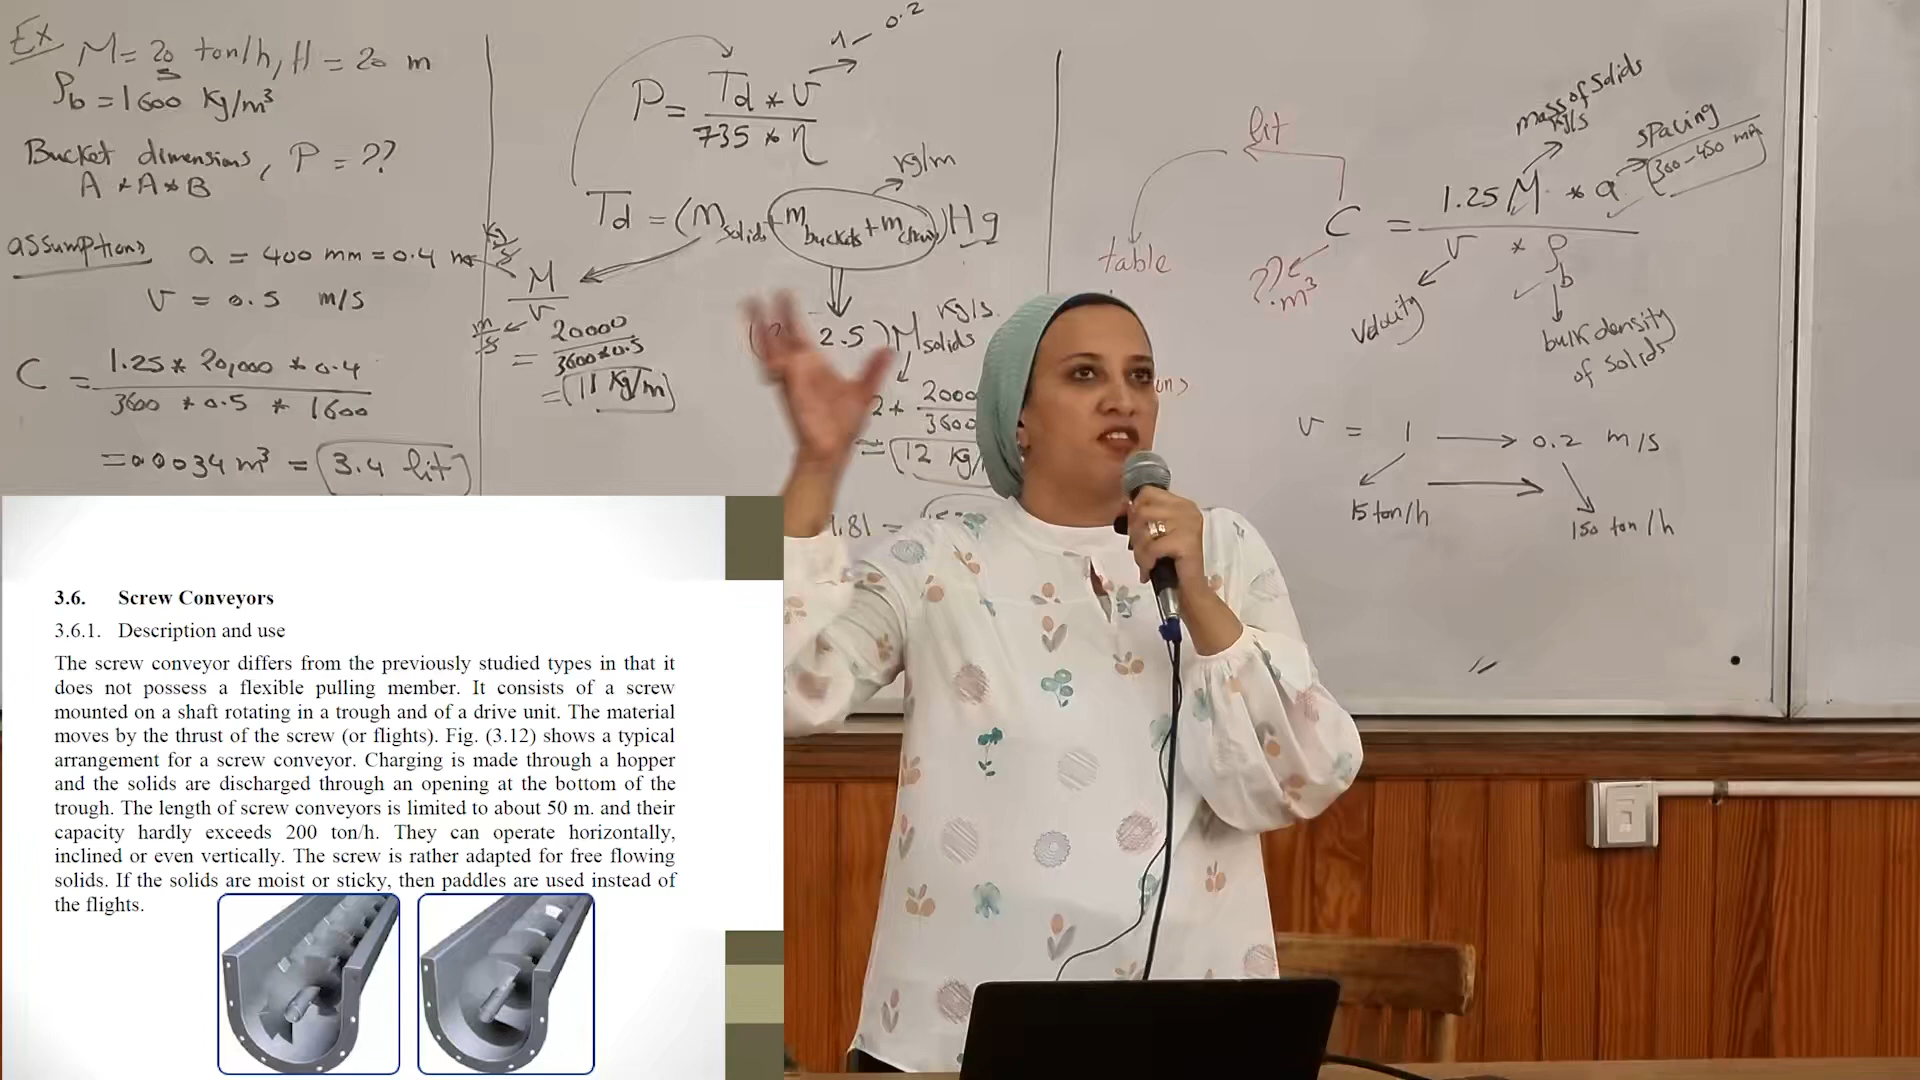 Ex M = 20 ton/h, H = 20 m
ρb = 1600 Kg/m³
Bucket dimensions, P = ??
A * A * B
assumptions a = 400 mm = 0.4 m
v = 0.5 m/s
C = 1.25 * 20,000 * 0.4
3600 * 0.5 * 1600
= 0.0034 m³ = 3.4 lit
1 - 0.2
P = Td * v
735 * η
kg/m
Td = (m solids + m buckets + m chain) H g
kg/s
M
v
m/s
= 20000
3600 * 0.5
= 11 kg/m
2.5 ) M solids
kg/s
2 *
3600
≈ 12 kg/
.81 =
lit
table
mass of solids
kg/s
spacing
300-450 mm
C = 1.25 M * a
v * ρb
??
m³
velocity
bulk density
of solids
v = 1 → 0.2 m/s
15 ton/h → 150 ton/h
3.6. Screw Conveyors
3.6.1. Description and use
The screw conveyor differs from the previously studied types in that it
does not possess a flexible pulling member. It consists of a screw
mounted on a shaft rotating in a trough and of a drive unit. The material
moves by the thrust of the screw (or flights). Fig. (3.12) shows a typical
arrangement for a screw conveyor. Charging is made through a hopper
and the solids are discharged through an opening at the bottom of the
trough. The length of screw conveyors is limited to about 50 m. and their
capacity hardly exceeds 200 ton/h. They can operate horizontally,
inclined or even vertically. The screw is rather adapted for free flowing
solids. If the solids are moist or sticky, then paddles are used instead of
the flights.